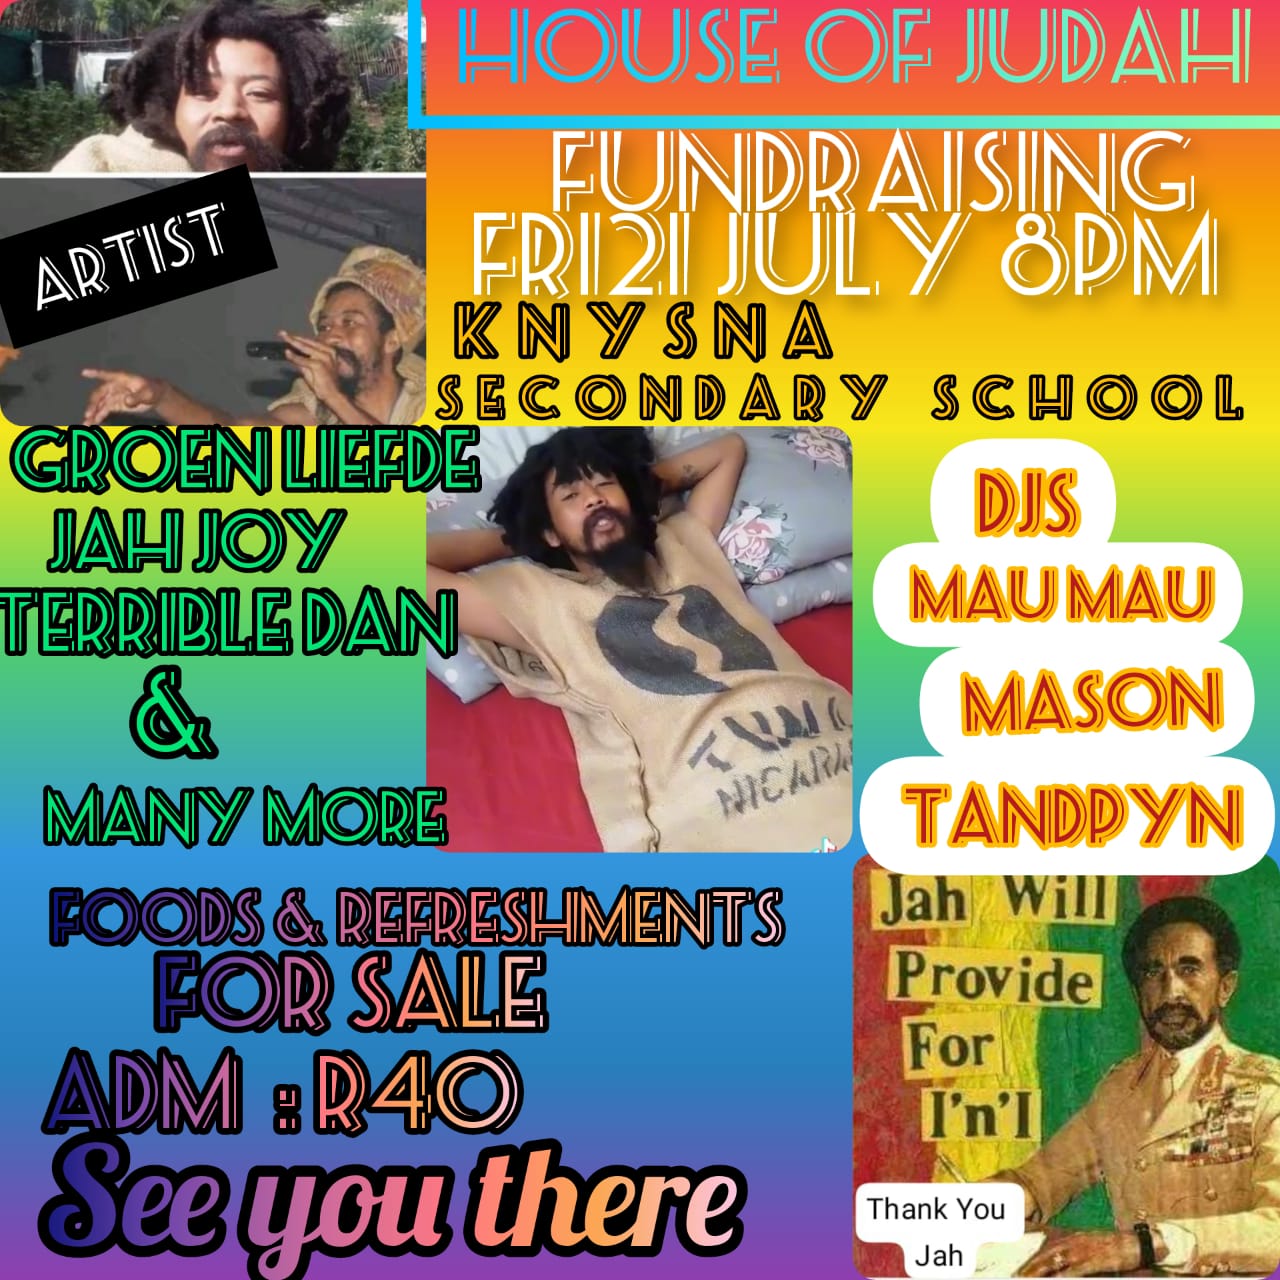 HOUSE OF JUDAH
FUNDRAISING
FRI 21 JULY 8PM
KNYSNA
SECONDARY SCHOOL
ARTIST
GROEN LIEFDE
JAH JOY
TERRIBLE DAN
&
MANY MORE
DJS
MAU MAU
MASON
TANDPYN
FOODS & REFRESHMENTS
FOR SALE
ADM : R40
See you there
Jah Will
Provide
For
I'n'I
Thank You
Jah